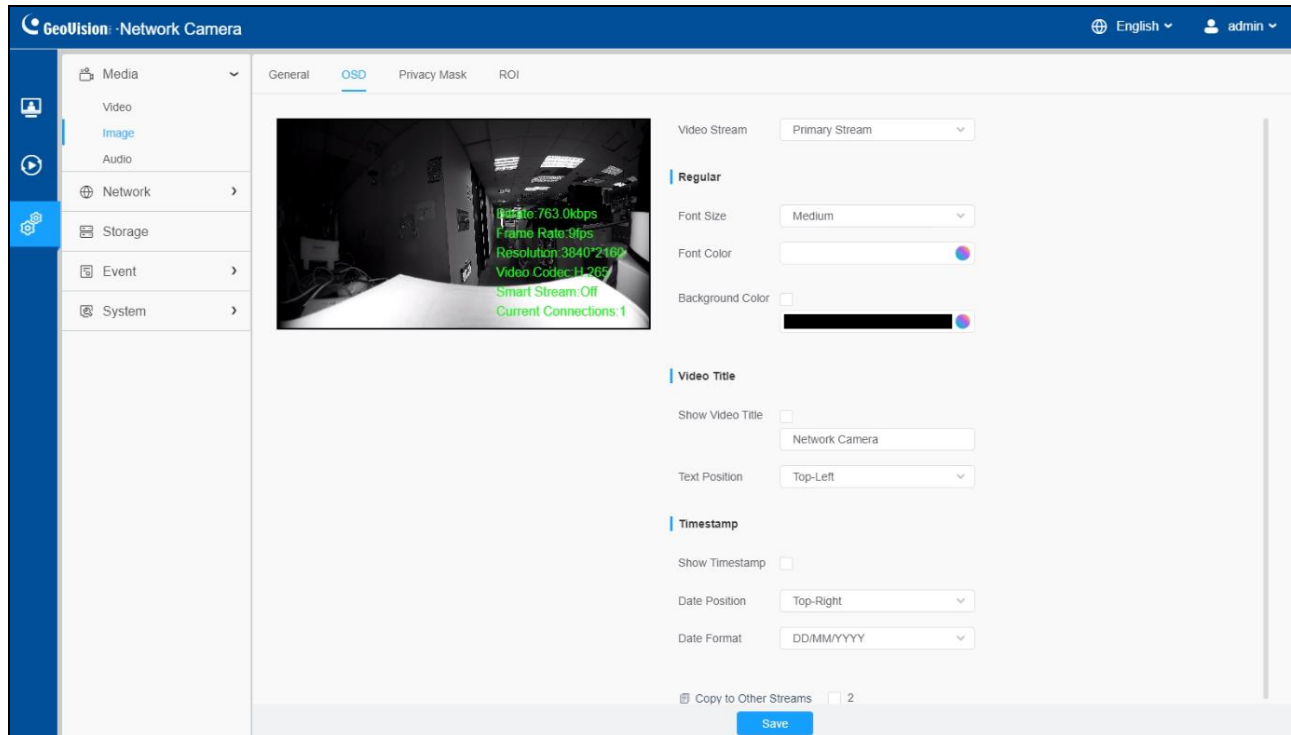 GeoVision: ·Network Camera
English
admin
Media
Video
Image
Audio
Network
Storage
Event
System
General
OSD
Privacy Mask
ROI
Bitrate:763.0kbps
Frame Rate:9fps
Resolution:3840*2160
Video Codec:H.265
Smart Stream:Off
Current Connections:1
Video Stream Primary Stream
Regular
Font Size Medium
Font Color
Background Color
Video Title
Show Video Title
Network Camera
Text Position Top-Left
Timestamp
Show Timestamp
Date Position Top-Right
Date Format DD/MM/YYYY
Copy to Other Streams 2
Save